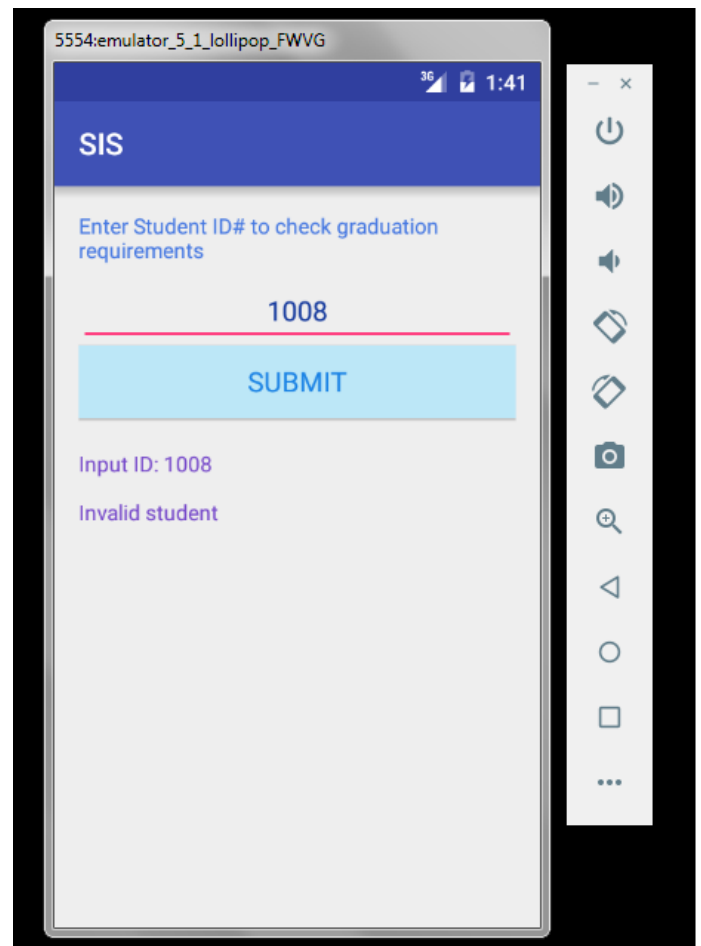 5554:emulator_5_1_lollipop_FWVG
3G 1:41
SIS
Enter Student ID# to check graduation
requirements
1008
SUBMIT
Input ID: 1008
Invalid student